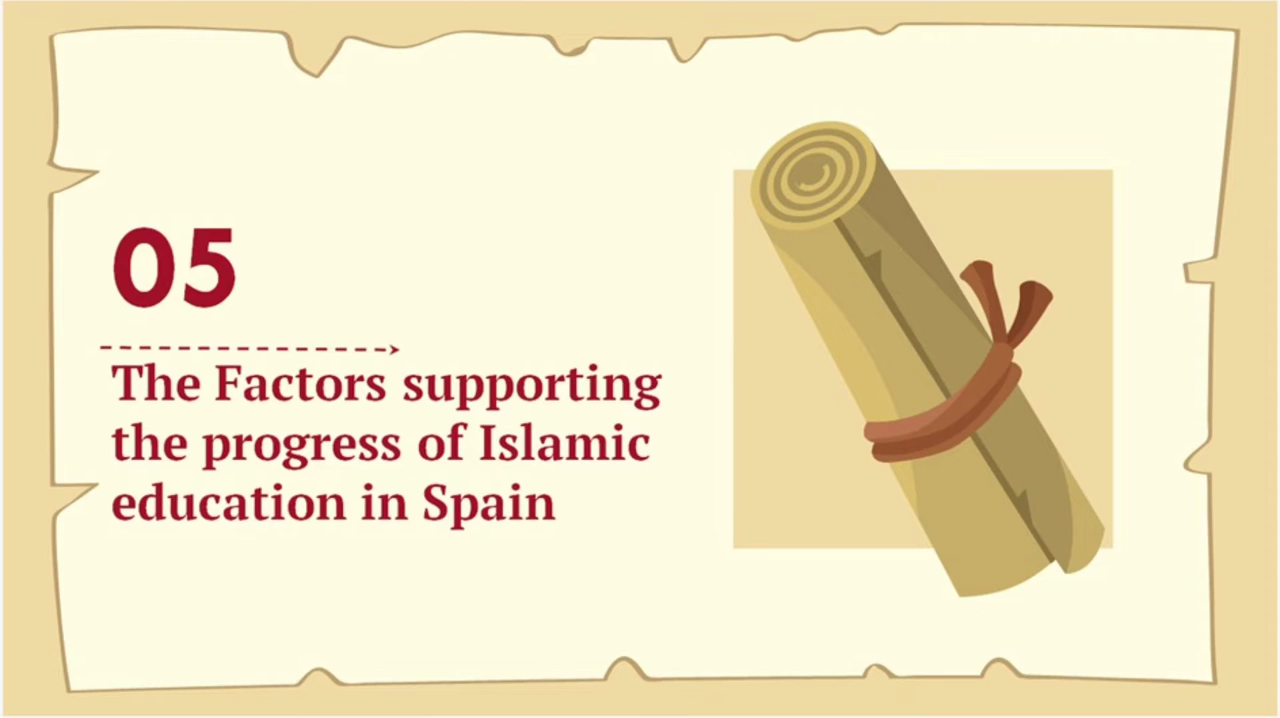 05
The Factors supporting
the progress of Islamic
education in Spain